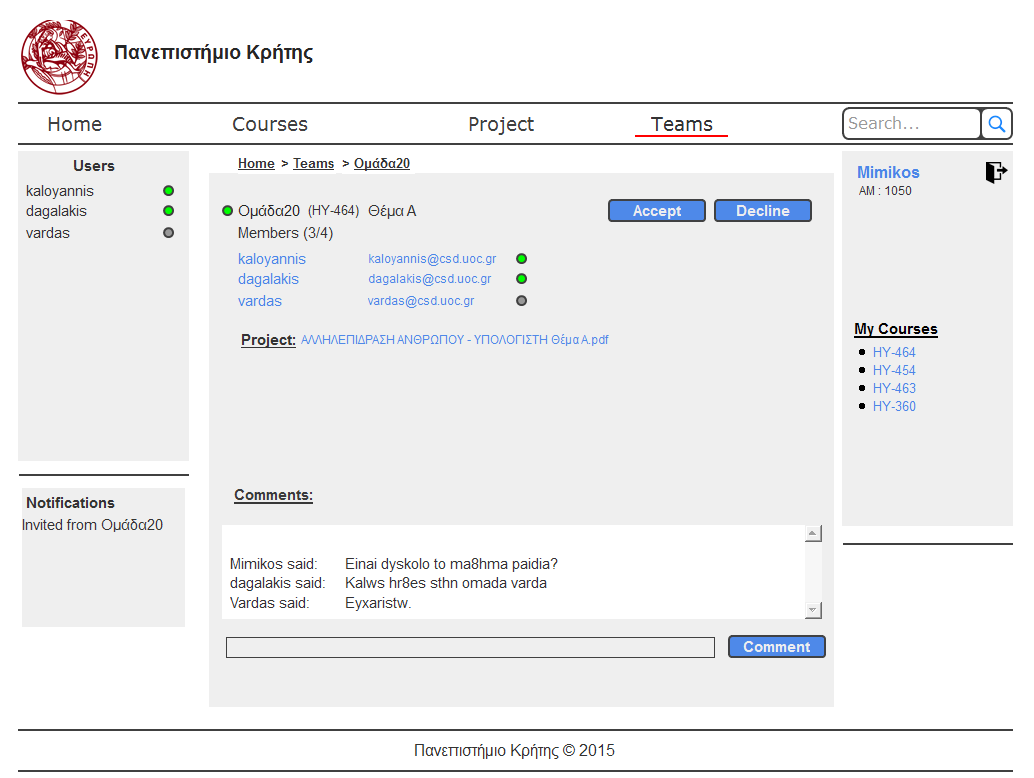 ΕΥΡΩΠΗ
Πανεπιστήμιο Κρήτης
Home Courses Project Teams Search...
Users
kaloyannis
dagalakis
vardas
Notifications
Invited from Ομάδα20
Home > Teams > Ομάδα20
Ομάδα20 (HY-464) Θέμα Α Accept Decline
Members (3/4)
kaloyannis kaloyannis@csd.uoc.gr
dagalakis dagalakis@csd.uoc.gr
vardas vardas@csd.uoc.gr
Project: ΑΛΛΗΛΕΠΙΔΡΑΣΗ ΑΝΘΡΩΠΟΥ - ΥΠΟΛΟΓΙΣΤΗ Θέμα Α.pdf
Comments:
Mimikos said: Einai dyskolo to ma8hma paidia?
dagalakis said: Kalws hr8es sthn omada varda
Vardas said: Eyxaristw.
Comment
Mimikos
AM : 1050
My Courses
HY-464
HY-454
HY-463
HY-360
Πανεπιστήμιο Κρήτης © 2015